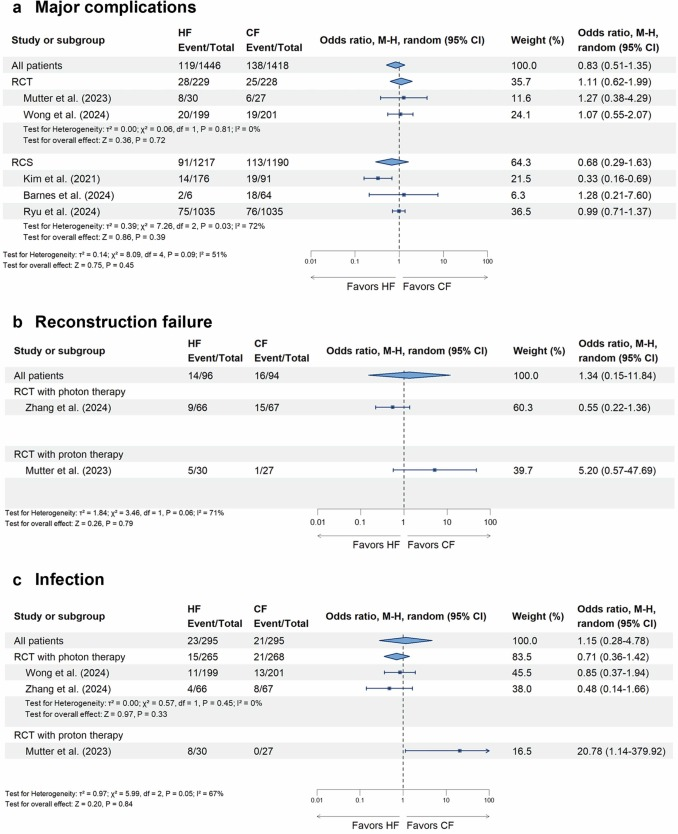 a Major complications
Study or subgroup HF Event/Total CF Event/Total Odds ratio, M-H, random (95% CI) Weight (%) Odds ratio, M-H, random (95% CI)
All patients 119/1446 138/1418 100.0 0.83 (0.51-1.35)
RCT 28/229 25/228 35.7 1.11 (0.62-1.99)
Mutter et al. (2023) 8/30 6/27 11.6 1.27 (0.38-4.29)
Wong et al. (2024) 20/199 19/201 24.1 1.07 (0.55-2.07)
Test for Heterogeneity: τ² = 0.00; χ² = 0.06, df = 1, P = 0.81; I² = 0%
Test for overall effect: Z = 0.36, P = 0.72
RCS 91/1217 113/1190 64.3 0.68 (0.29-1.63)
Kim et al. (2021) 14/176 19/91 21.5 0.33 (0.16-0.69)
Barnes et al. (2024) 2/6 18/64 6.3 1.28 (0.21-7.60)
Ryu et al. (2024) 75/1035 76/1035 36.5 0.99 (0.71-1.37)
Test for Heterogeneity: τ² = 0.39; χ² = 7.26, df = 2, P = 0.03; I² = 72%
Test for overall effect: Z = 0.86, P = 0.39
Test for Heterogeneity: τ² = 0.14; χ² = 8.09, df = 4, P = 0.09; I² = 51%
Test for overall effect: Z = 0.75, P = 0.45
0.01 0.1 1 10 100
Favors HF Favors CF
b Reconstruction failure
Study or subgroup HF Event/Total CF Event/Total Odds ratio, M-H, random (95% CI) Weight (%) Odds ratio, M-H, random (95% CI)
All patients 14/96 16/94 100.0 1.34 (0.15-11.84)
RCT with photon therapy
Zhang et al. (2024) 9/66 15/67 60.3 0.55 (0.22-1.36)
RCT with proton therapy
Mutter et al. (2023) 5/30 1/27 39.7 5.20 (0.57-47.69)
Test for Heterogeneity: τ² = 1.84; χ² = 3.46, df = 1, P = 0.06; I² = 71%
Test for overall effect: Z = 0.26, P = 0.79
0.01 0.1 1 10 100
Favors HF Favors CF
c Infection
Study or subgroup HF Event/Total CF Event/Total Odds ratio, M-H, random (95% CI) Weight (%) Odds ratio, M-H, random (95% CI)
All patients 23/295 21/295 100.0 1.15 (0.28-4.78)
RCT with photon therapy 15/265 21/268 83.5 0.71 (0.36-1.42)
Wong et al. (2024) 11/199 13/201 45.5 0.85 (0.37-1.94)
Zhang et al. (2024) 4/66 8/67 38.0 0.48 (0.14-1.66)
Test for Heterogeneity: τ² = 0.00; χ² = 0.57, df = 1, P = 0.45; I² = 0%
Test for overall effect: Z = 0.97, P = 0.33
RCT with proton therapy
Mutter et al. (2023) 8/30 0/27 16.5 20.78 (1.14-379.92)
Test for Heterogeneity: τ² = 0.97; χ² = 5.99, df = 2, P = 0.05; I² = 67%
Test for overall effect: Z = 0.20, P = 0.84
0.01 0.1 1 10 100
Favors HF Favors CF